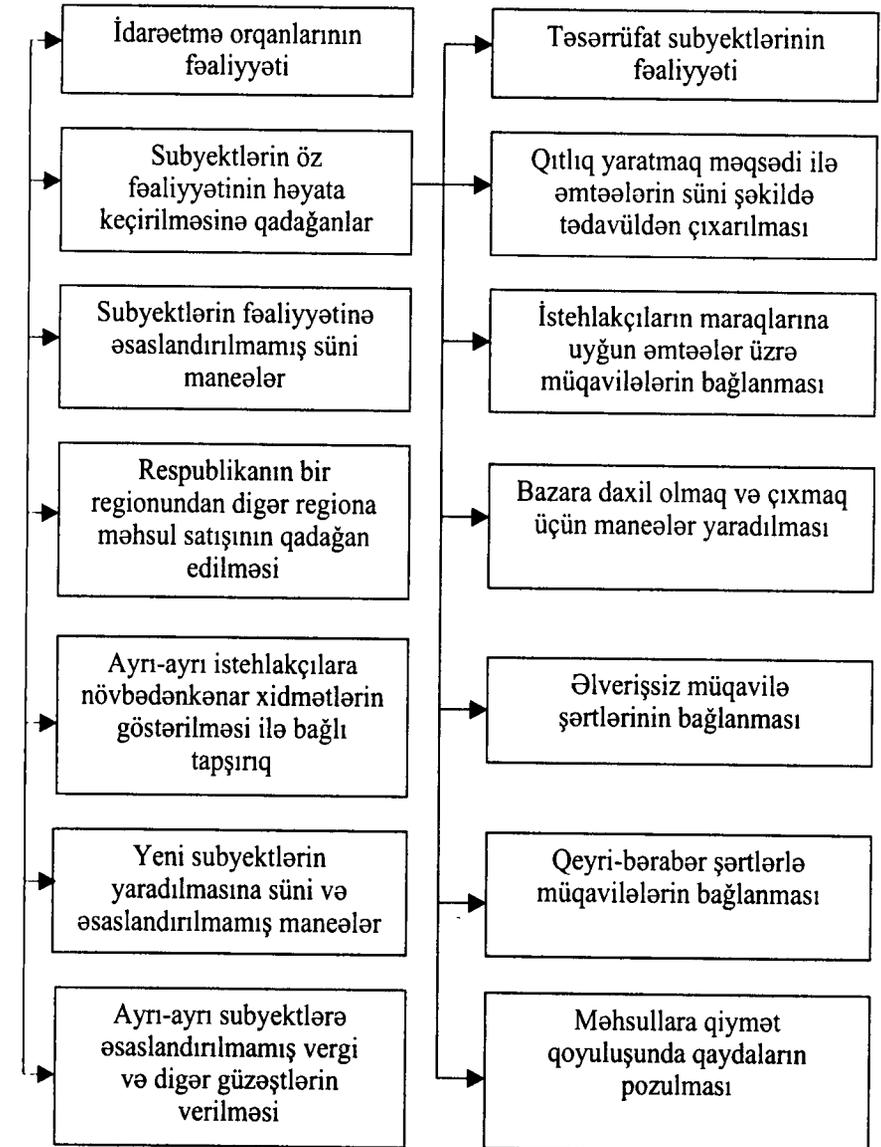 İdarəetmə orqanlarının
fəaliyyəti
Subyektlərin öz
fəaliyyətinin həyata
keçirilməsinə qadağanlar
Subyektlərin fəaliyyətinə
əsaslandırılmamış süni
maneələr
Respublikanın bir
regionundan digər regiona
məhsul satışının qadağan
edilməsi
Ayrı-ayrı istehlakçılara
növbədənkənar xidmətlərin
göstərilməsi ilə bağlı
tapşırıq
Yeni subyektlərin
yaradılmasına süni və
əsaslandırılmamış maneələr
Ayrı-ayrı subyektlərə
əsaslandırılmamış vergi
və digər güzəştlərin
verilməsi
Təsərrüfat subyektlərinin
fəaliyyəti
Qıtlıq yaratmaq məqsədi ilə
əmtəələrin süni şəkildə
tədavüldən çıxarılması
İstehlakçıların maraqlarına
uyğun əmtəələr üzrə
müqavilələrin bağlanması
Bazara daxil olmaq və çıxmaq
üçün maneələr yaradılması
Əlverişsiz müqavilə
şərtlərinin bağlanması
Qeyri-bərabər şərtlərlə
müqavilələrin bağlanması
Məhsullara qiymət
qoyuluşunda qaydaların
pozulması